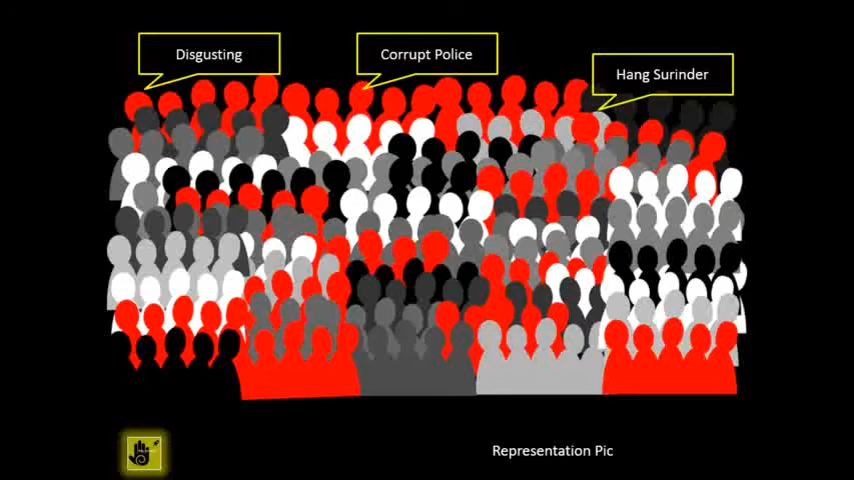 Disgusting
Corrupt Police
Hang Surinder
Representation Pic